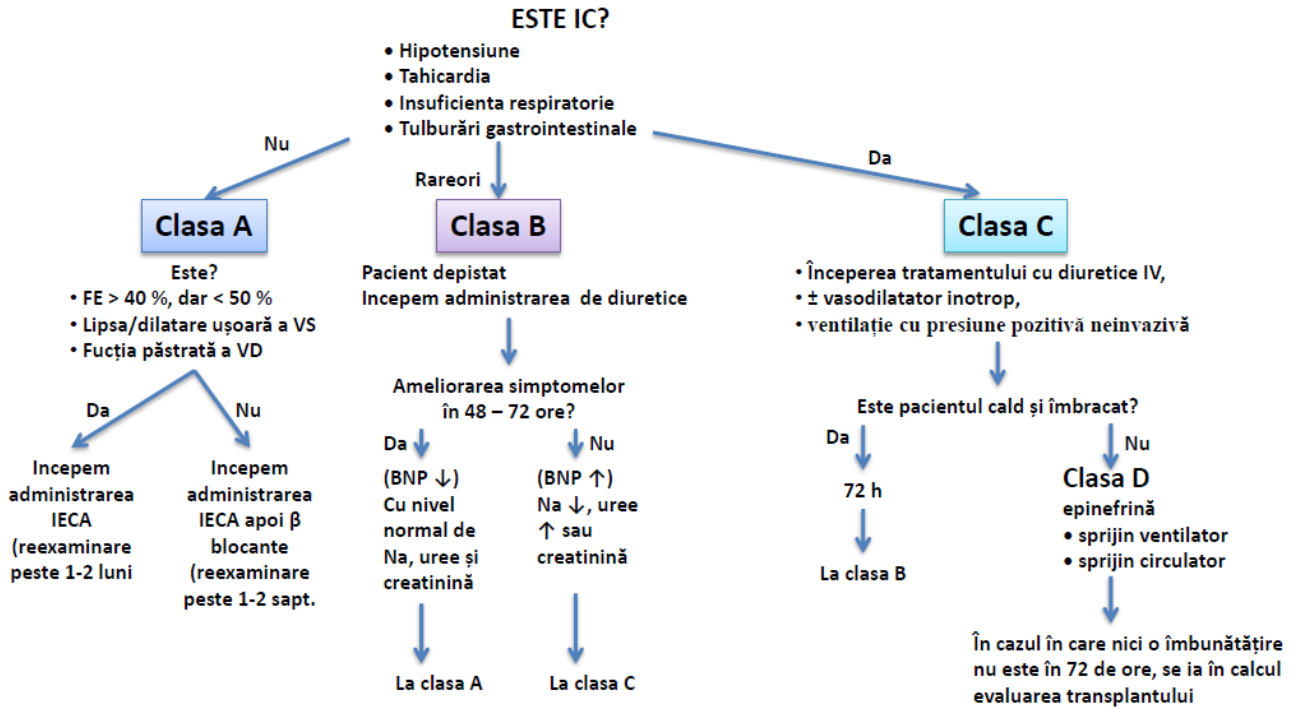 ESTE IC?
• Hipotensiune
• Tahicardia
• Insuficienta respiratorie
• Tulburări gastrointestinale
Nu
Rareori
Da
Clasa A
Este?
• FE > 40 %, dar < 50 %
• Lipsa/dilatare ușoară a VS
• Fucția păstrată a VD
Da
Nu
Incepem
administrarea
IECA
(reexaminare
peste 1-2 luni
Incepem
administrarea
IECA apoi β
blocante
(reexaminare
peste 1-2 sapt.
Clasa B
Pacient depistat
Incepem administrarea de diuretice
Ameliorarea simptomelor
în 48 – 72 ore?
Da
Nu
(BNP ↓)
Cu nivel
normal de
Na, uree și
creatinină
(BNP ↑)
Na ↓, uree
↑ sau
creatinină
La clasa A
La clasa C
Clasa C
• Începerea tratamentului cu diuretice IV,
• ± vasodilatator inotrop,
• ventilație cu presiune pozitivă neinvazivă
Este pacientul cald și îmbracat?
Da
Nu
72 h
La clasa B
Clasa D
epinefrină
• sprijin ventilator
• sprijin circulator
În cazul în care nici o îmbunătățire
nu este în 72 de ore, se ia în calcul
evaluarea transplantului